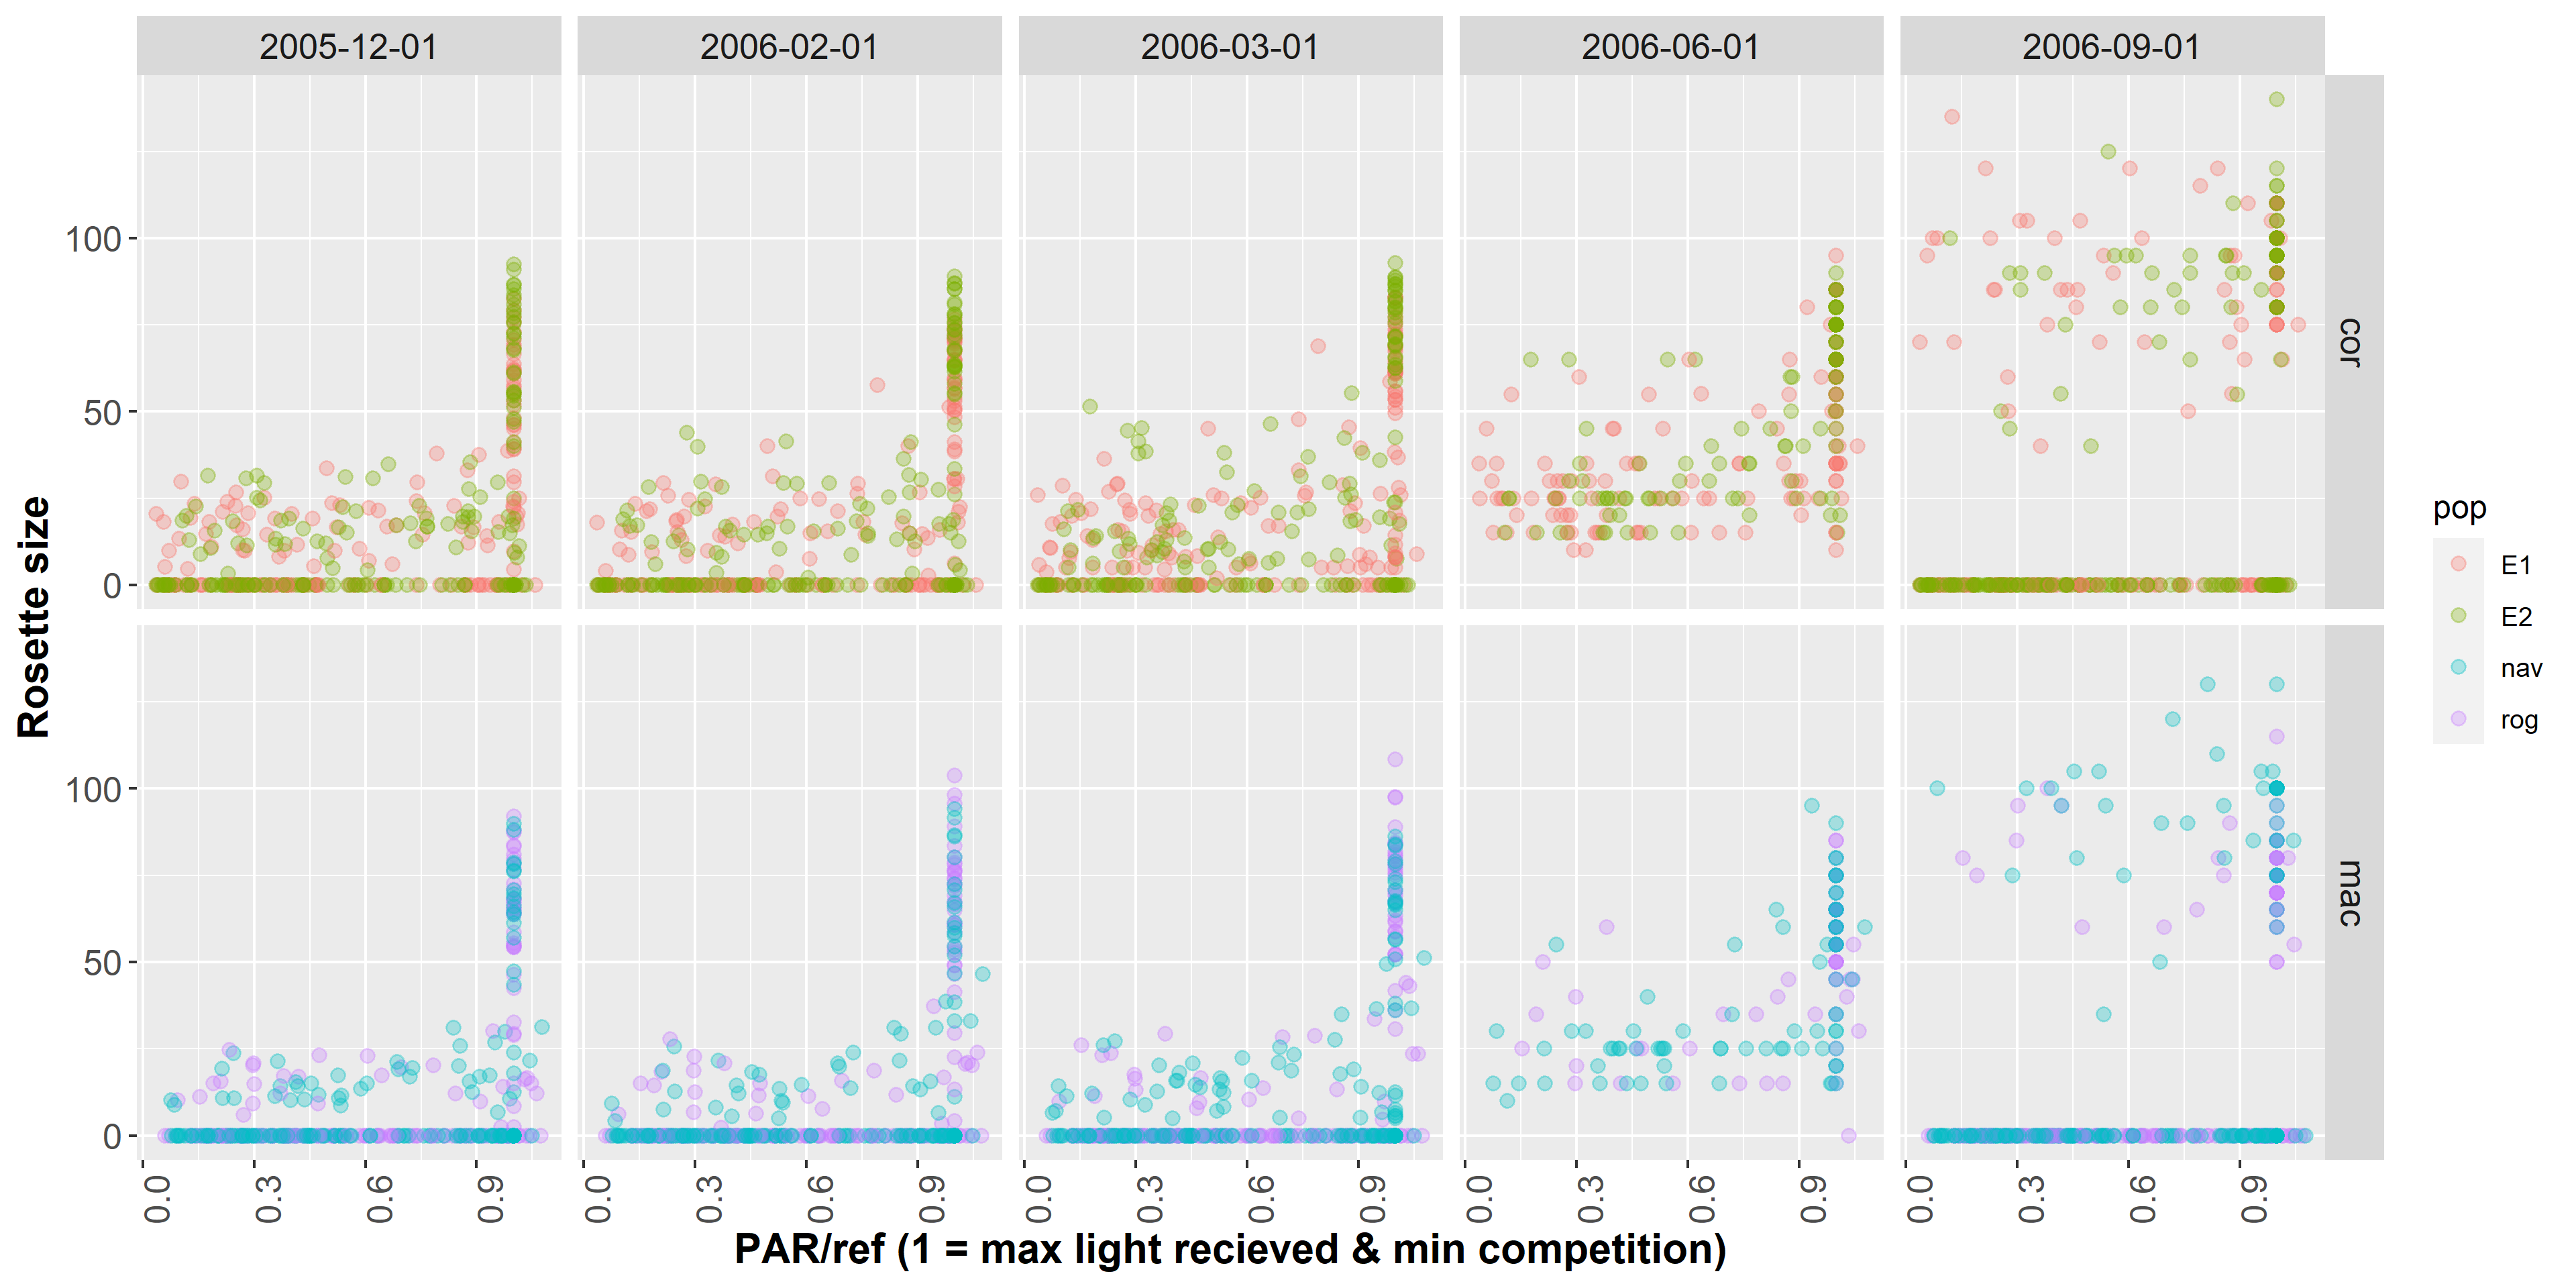 2005-12-01 2006-02-01 2006-03-01 2006-06-01 2006-09-01
Rosette size
100
50
0
cor
100
50
0
mac
0.0 0.3 0.6 0.9 0.0 0.3 0.6 0.9 0.0 0.3 0.6 0.9 0.0 0.3 0.6 0.9 0.0 0.3 0.6 0.9
PAR/ref (1 = max light recieved & min competition)
pop
E1
E2
nav
rog